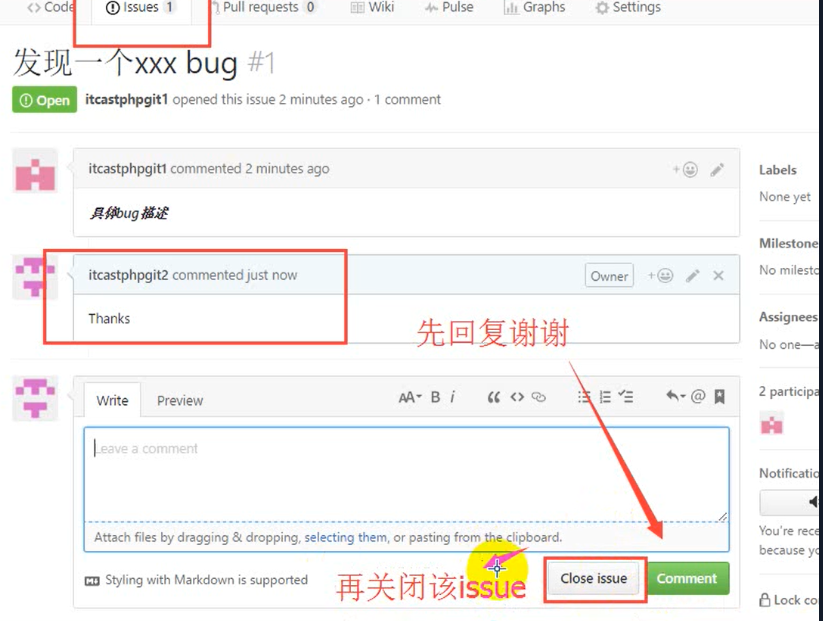 Code Issues 1 Pull requests 0 Wiki Pulse Graphs Settings
发现一个xxx bug #1
Open itcastphpgit1 opened this issue 2 minutes ago · 1 comment
itcastphpgit1 commented 2 minutes ago
Labels
None yet
具体bug描述
Milestone
No milesto
itcastphpgit2 commented just now Owner
Thanks
Assignees
No one—a
先回复谢谢
2 participa
Write Preview AA B i
Leave a comment
Notificatio
Attach files by dragging & dropping, selecting them, or pasting from the clipboard.
You're rece
because yo
Styling with Markdown is supported
再关闭该issue
Close issue Comment
Lock co